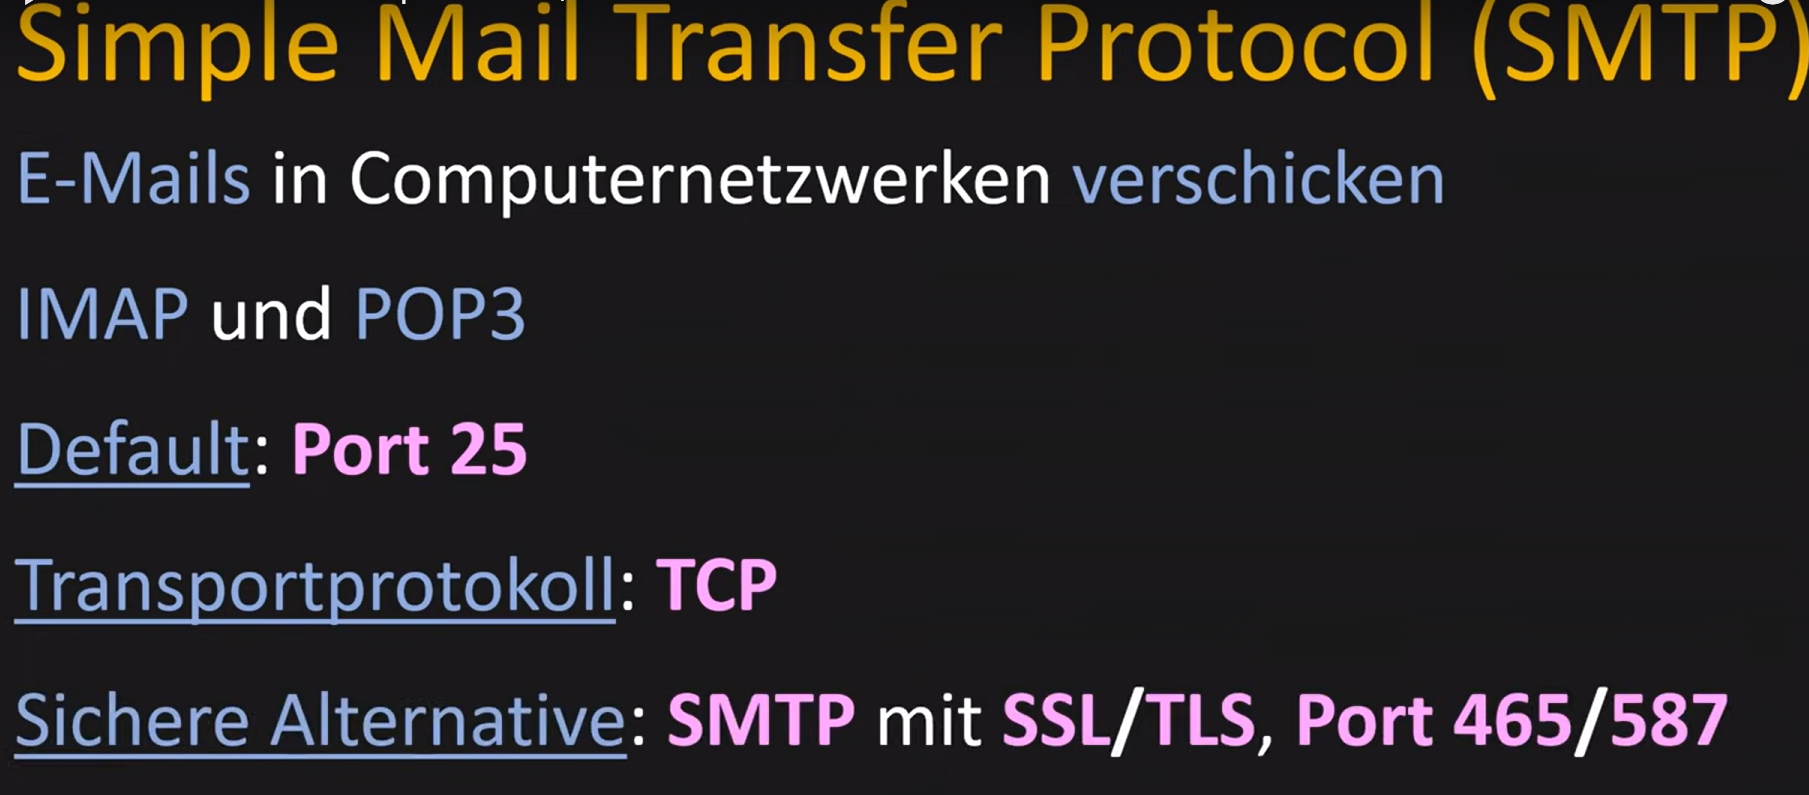 Simple Mail Transfer Protocol (SMTP)
E-Mails in Computernetzwerken verschicken
IMAP und POP3
Default: Port 25
Transportprotokoll: TCP
Sichere Alternative: SMTP mit SSL/TLS, Port 465/587